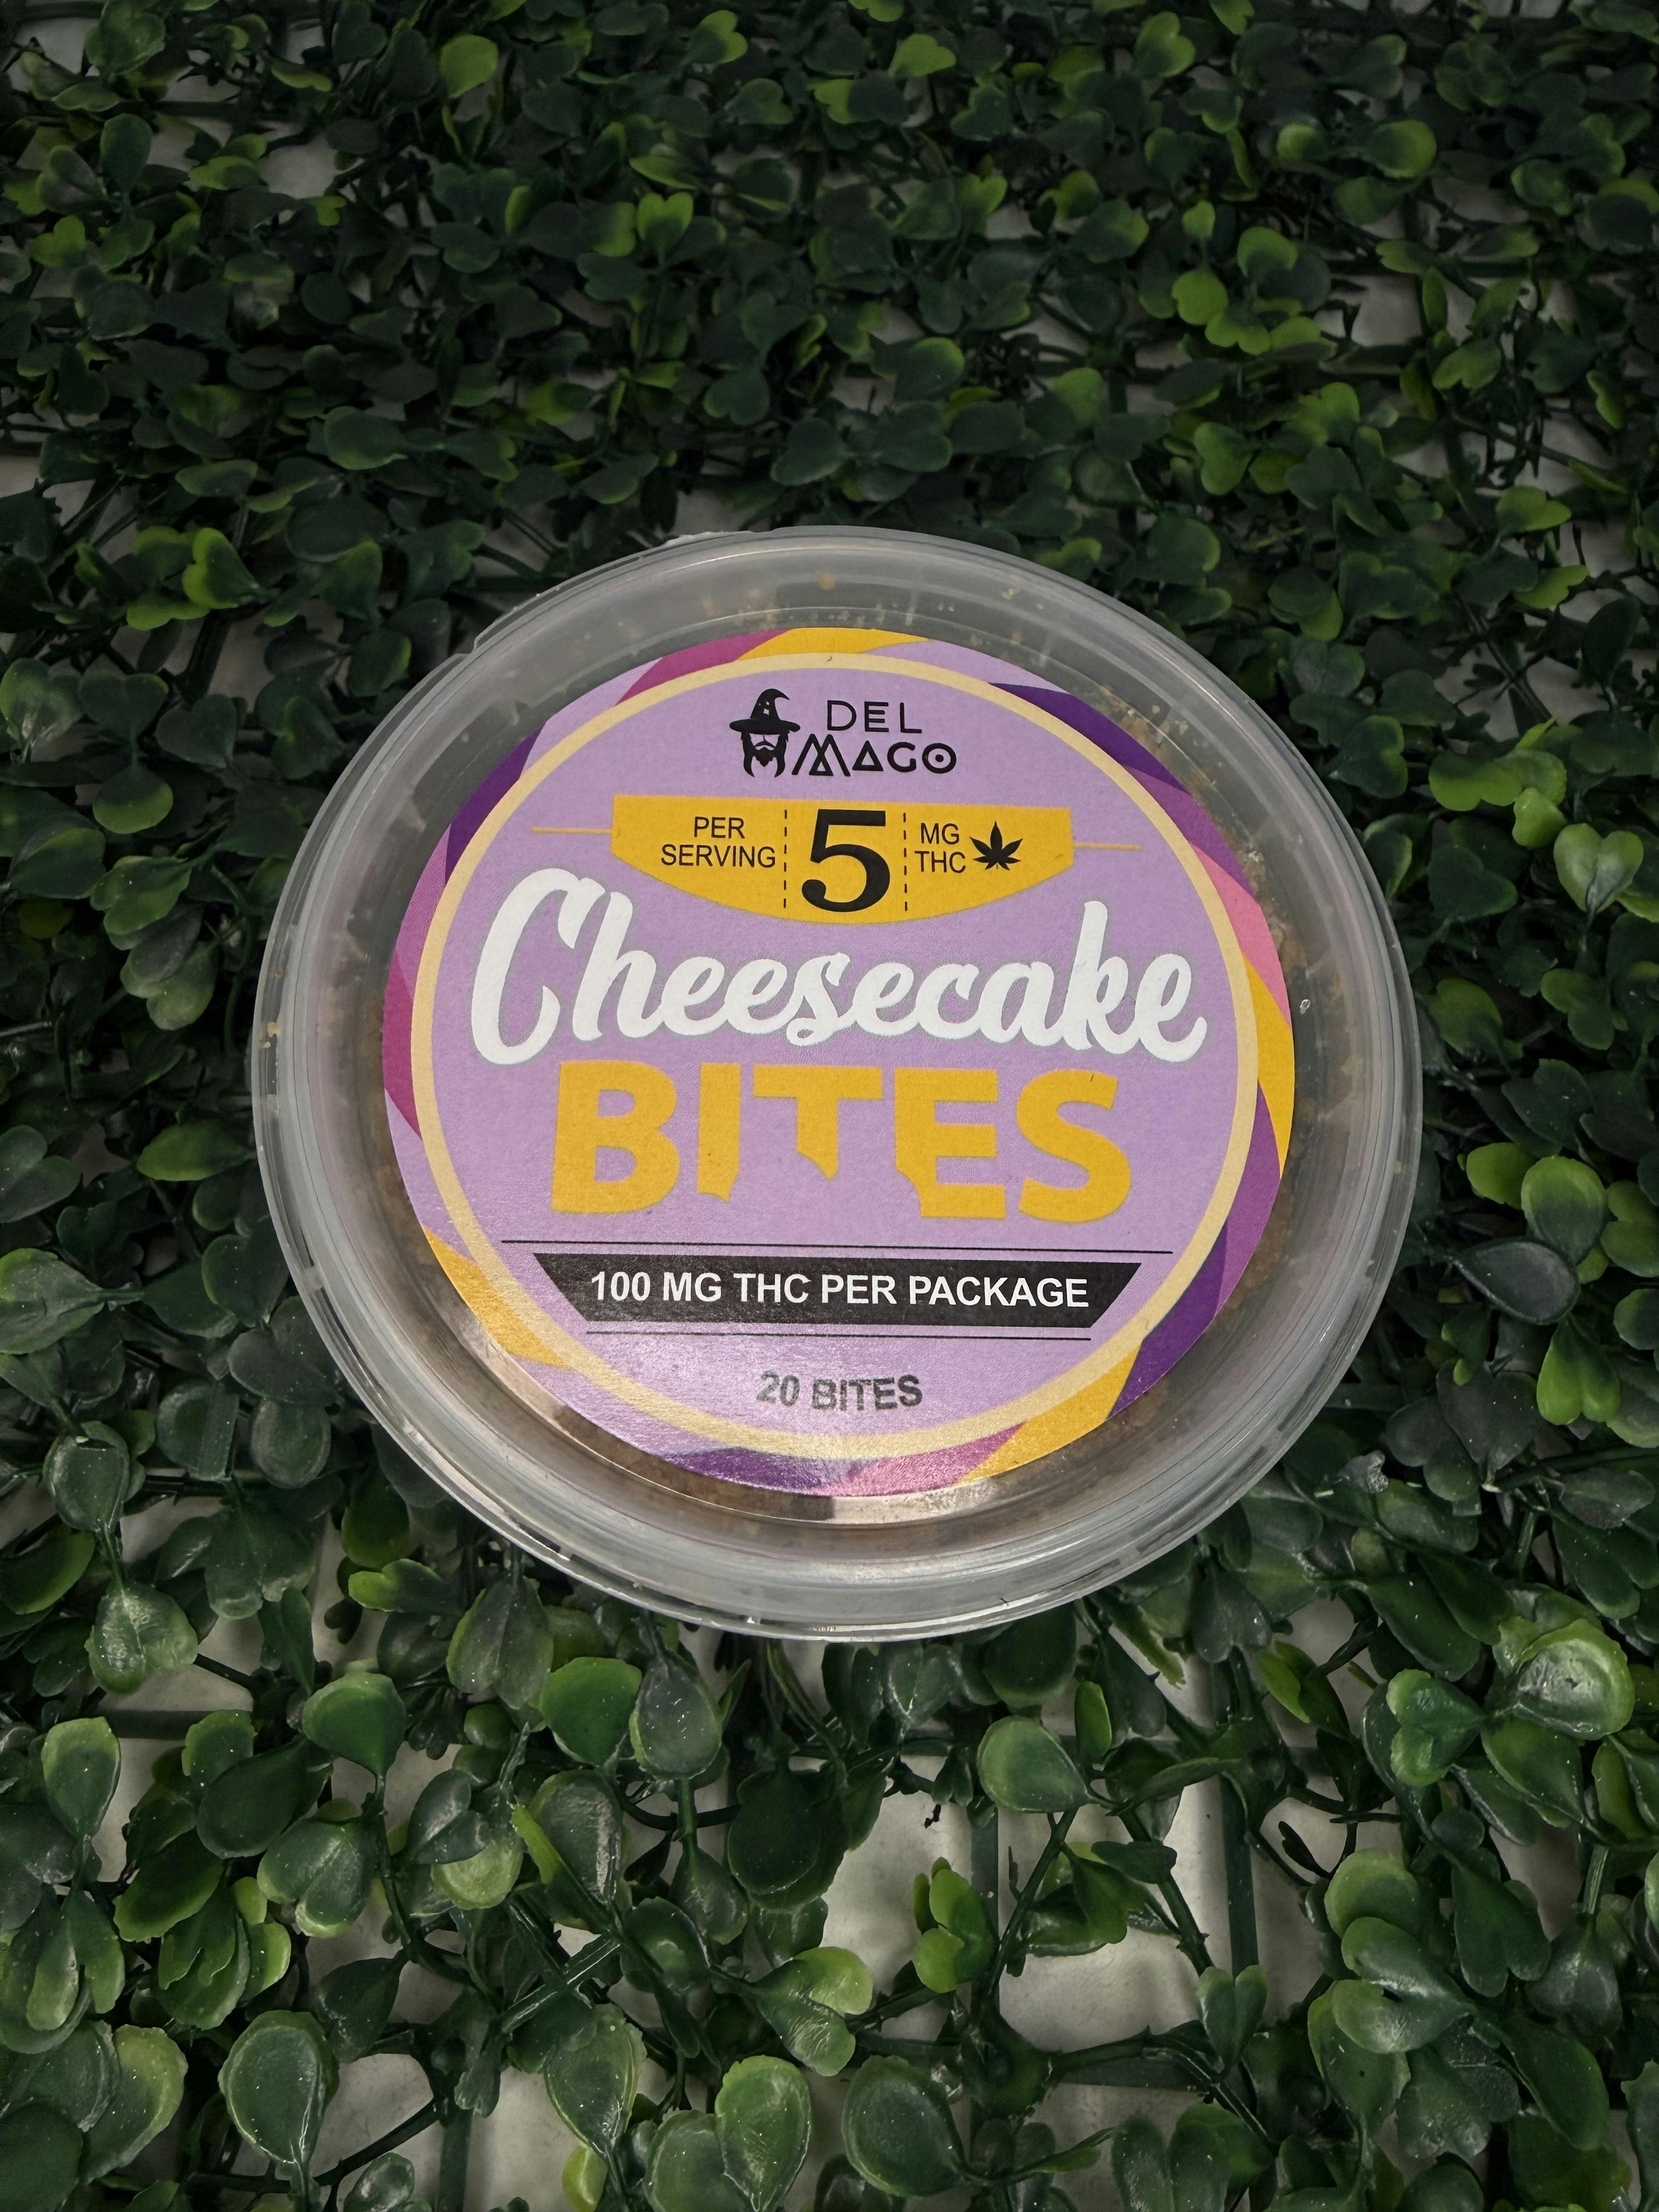 DEL
MAGO
PER
SERVING
5
MG
THC
Cheesecake
BITES
100 MG THC PER PACKAGE
20 BITES